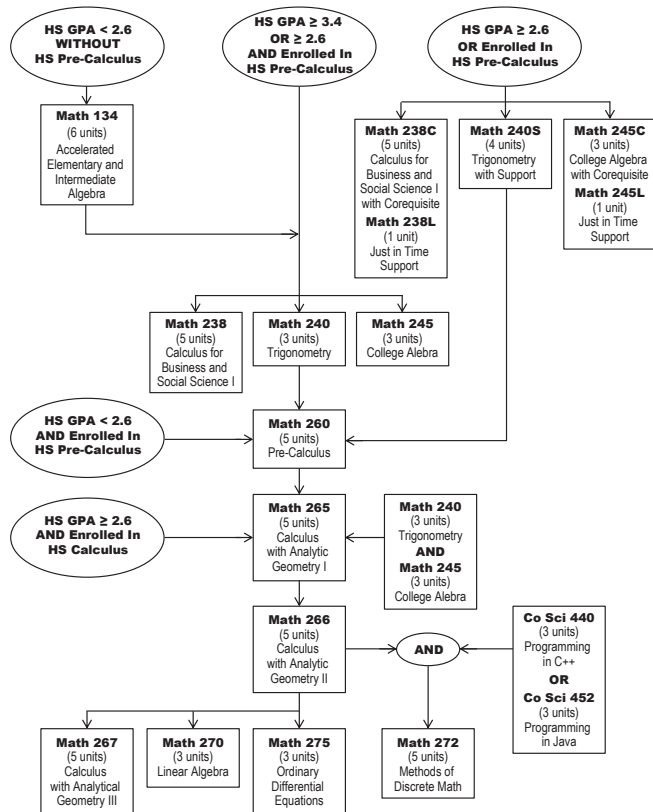 HS GPA < 2.6
WITHOUT
HS Pre-Calculus
HS GPA ≥ 3.4
OR ≥ 2.6
AND Enrolled In
HS Pre-Calculus
HS GPA ≥ 2.6
OR Enrolled In
HS Pre-Calculus
Math 134
(6 units)
Accelerated
Elementary and
Intermediate
Algebra
Math 238C
(5 units)
Calculus for
Business and
Social Science I
with Corequisite
Math 238L
(1 unit)
Just in Time
Support
Math 240S
(4 units)
Trigonometry
with Support
Math 245C
(3 units)
College Algebra
with Corequisite
Math 245L
(1 unit)
Just in Time
Support
Math 238
(5 units)
Calculus for
Business and
Social Science I
Math 240
(3 units)
Trigonometry
Math 245
(3 units)
College Alebra
HS GPA < 2.6
AND Enrolled In
HS Pre-Calculus
Math 260
(5 units)
Pre-Calculus
HS GPA ≥ 2.6
AND Enrolled In
HS Calculus
Math 265
(5 units)
Calculus
with Analytic
Geometry I
Math 240
(3 units)
Trigonometry
AND
Math 245
(3 units)
College Alebra
Math 266
(5 units)
Calculus
with Analytic
Geometry II
AND
Co Sci 440
(3 units)
Programming
in C++
OR
Co Sci 452
(3 units)
Programming
in Java
Math 267
(5 units)
Calculus
with Analytical
Geometry III
Math 270
(3 units)
Linear Algebra
Math 275
(3 units)
Ordinary
Differential
Equations
Math 272
(5 units)
Methods of
Discrete Math